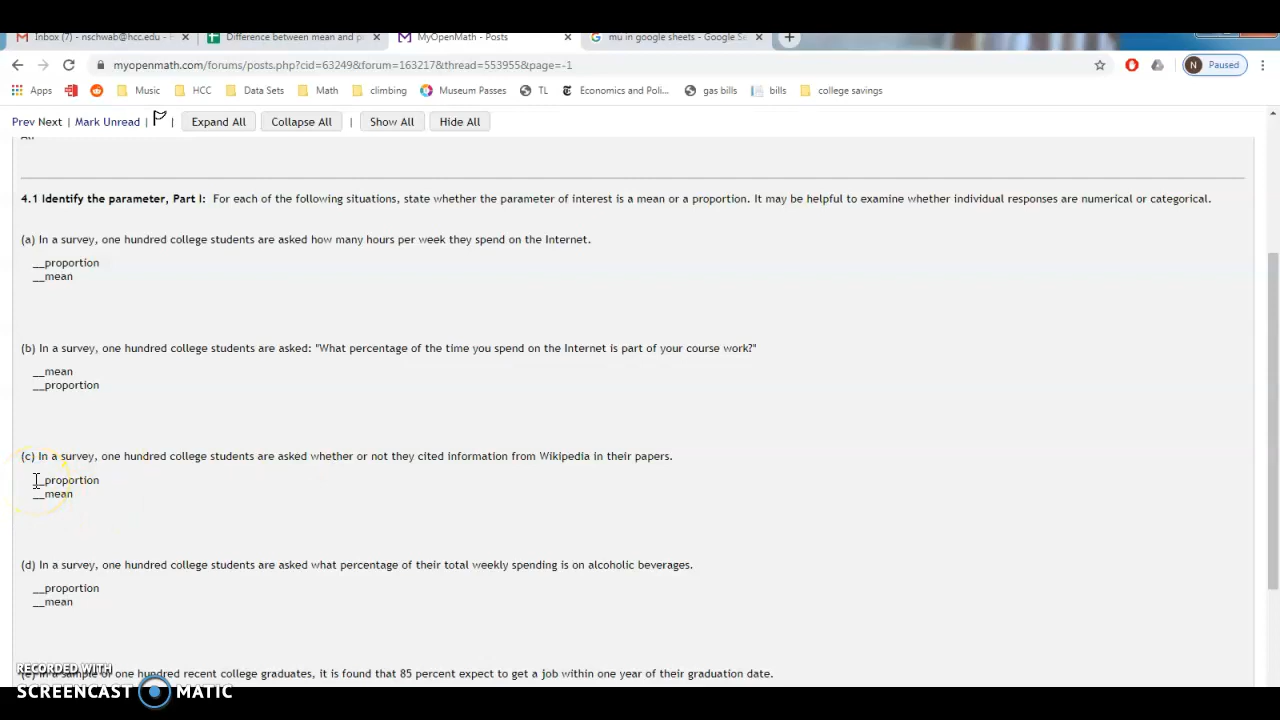 Inbox (7) - rischwab@hcc.edu - F
Difference between mean and p
MyOpenMath - Posts
mu in google sheets - Google Se
myopenmath.com/forums/posts.php?cid=63249&forum=163217&thread=553955&page=-1
N Paused
Apps Music HCC Data Sets Math climbing Museum Passes TL Economics and Poli... gas bills bills college savings
Prev Next | Mark Unread | Expand All Collapse All | Show All Hide All
4.1 Identify the parameter, Part I: For each of the following situations, state whether the parameter of interest is a mean or a proportion. It may be helpful to examine whether individual responses are numerical or categorical.
(a) In a survey, one hundred college students are asked how many hours per week they spend on the Internet.
__proportion
__mean
(b) In a survey, one hundred college students are asked: "What percentage of the time you spend on the Internet is part of your course work?"
__mean
__proportion
(c) In a survey, one hundred college students are asked whether or not they cited information from Wikipedia in their papers.
__proportion
__mean
(d) In a survey, one hundred college students are asked what percentage of their total weekly spending is on alcoholic beverages.
__proportion
__mean
(e) In a sample of one hundred recent college graduates, it is found that 85 percent expect to get a job within one year of their graduation date.
RECORDED WITH
SCREENCAST MATIC